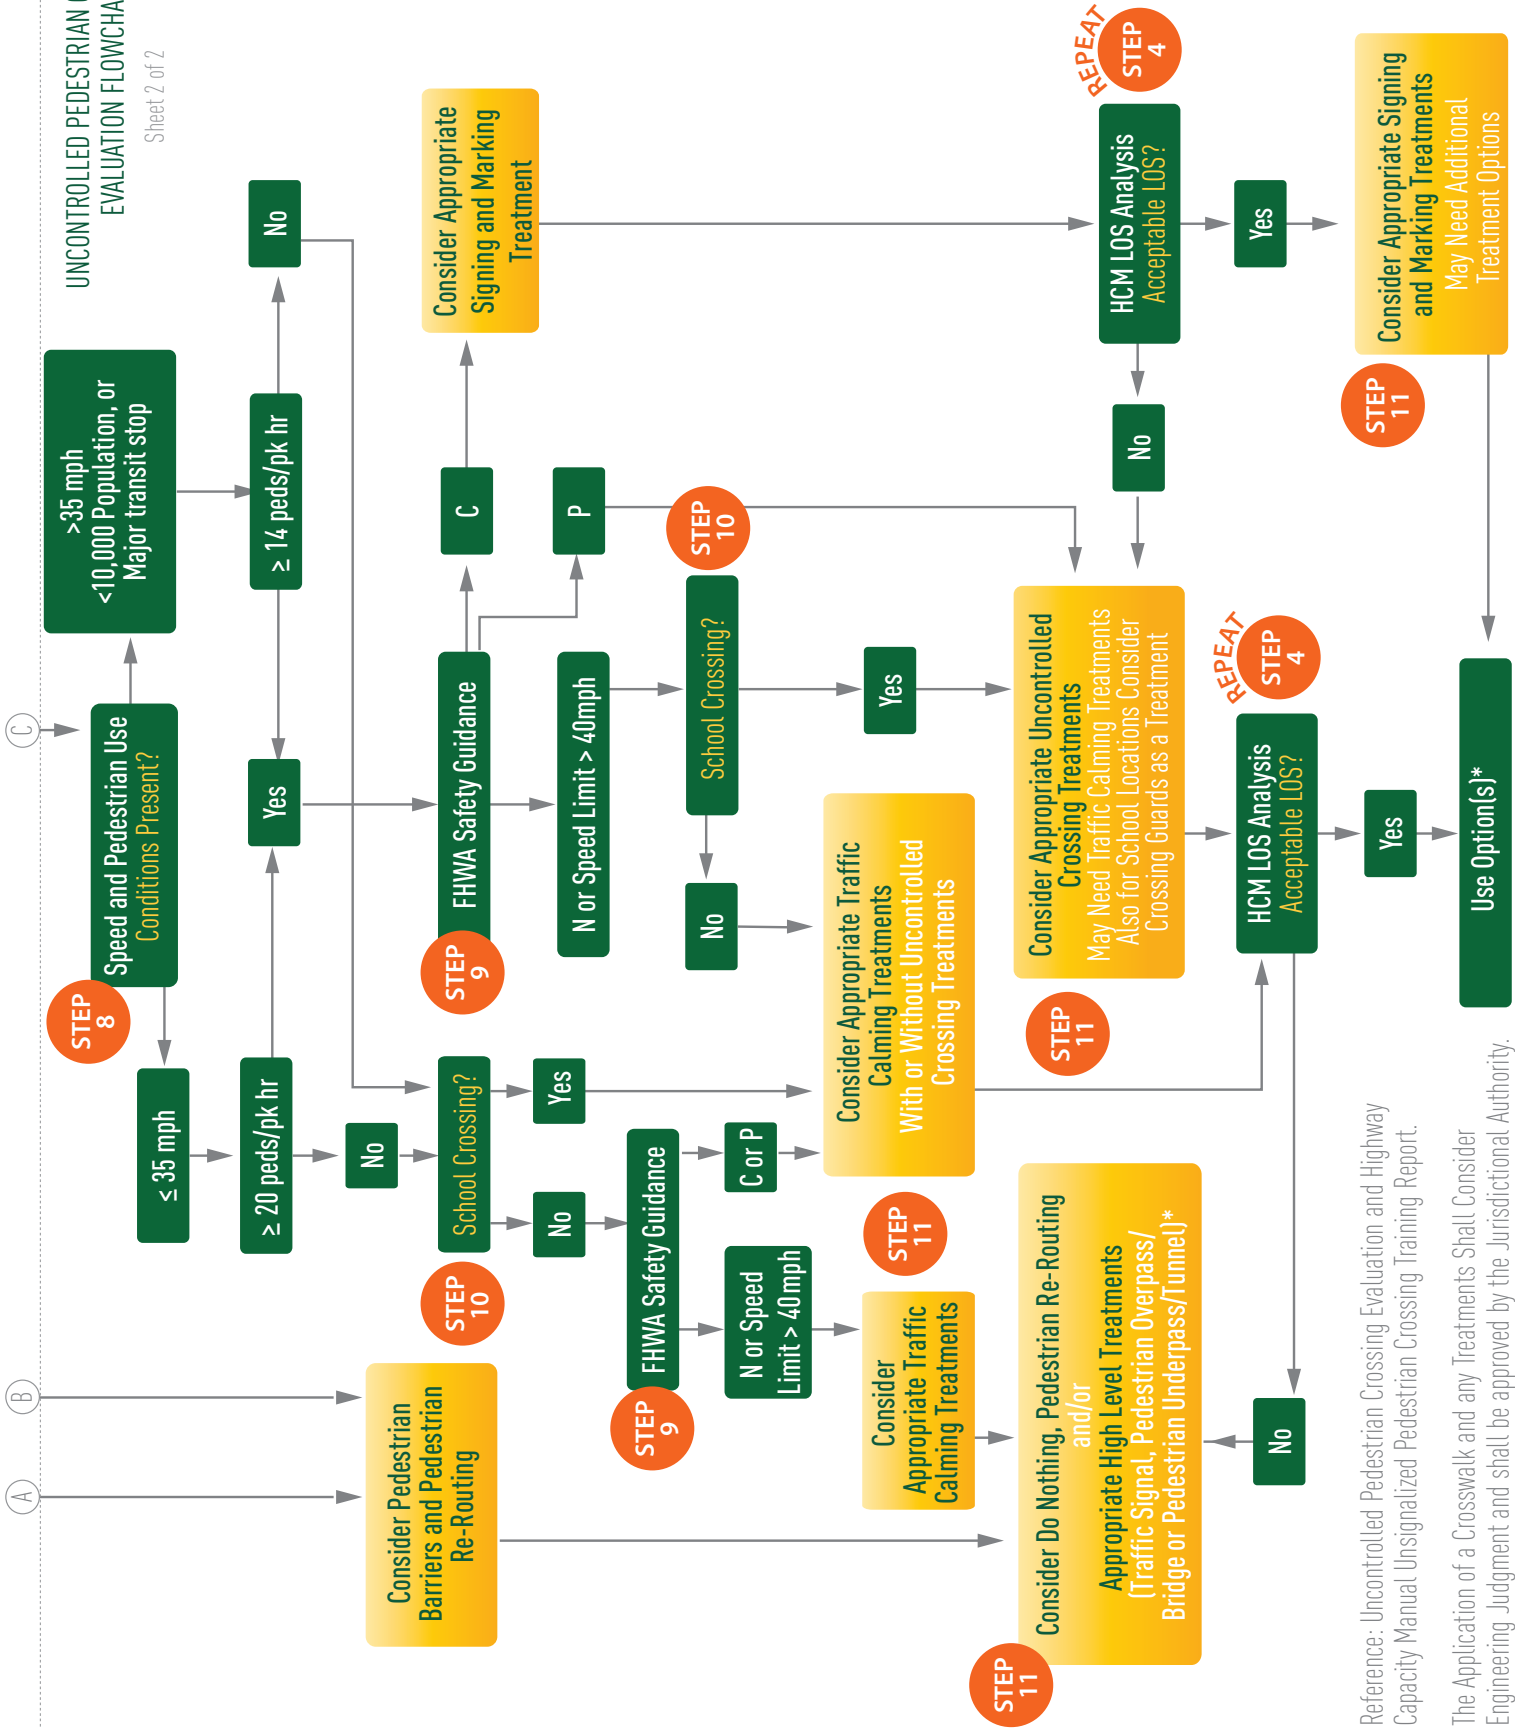 UNCONTROLLED PEDESTRIAN
EVALUATION
Sheet 2 of 2
A
B
C
STEP
8
Speed and Pedestrian Use
Conditions Present?
>35 mph
<10,000 Population, or
Major transit stop
≤ 35 mph
≥ 20 peds/pk hr
≥ 14 peds/pk hr
Yes
No
No
STEP
10
School Crossing?
No
Yes
STEP
9
FHWA Safety Guidance
N or Speed
Limit > 40mph
C or P
Consider Pedestrian
Barriers and Pedestrian
Re-Routing
STEP
9
FHWA Safety Guidance
C
P
N or Speed Limit > 40mph
STEP
10
School Crossing?
No
Yes
Consider Appropriate
Signing and Marking
Treatment
Consider
Appropriate Traffic
Calming Treatments
STEP
11
Consider Appropriate Traffic
Calming Treatments
With or Without Uncontrolled
Crossing Treatments
STEP
11
Consider Do Nothing, Pedestrian Re-Routing
and/or
Appropriate High Level Treatments
(Traffic Signal, Pedestrian Overpass/
Bridge or Pedestrian Underpass/Tunnel)*
STEP
11
Consider Appropriate Uncontrolled
Crossing Treatments
May Need Traffic Calming Treatments
Also for School Locations Consider
Crossing Guards as a Treatment
REPEAT
STEP
4
HCM LOS Analysis
Acceptable LOS?
No
Yes
REPEAT
STEP
4
HCM LOS Analysis
Acceptable LOS?
No
Yes
STEP
11
Consider Appropriate Signing
and Marking Treatments
May Need Additional
Treatment Options
Use Option(s)*
Reference: Uncontrolled Pedestrian Crossing Evaluation and Highway
Capacity Manual Unsignalized Pedestrian Crossing Training Report.
The Application of a Crosswalk and any Treatments Shall Consider
Engineering Judgment and shall be approved by the Jurisdictional Authority.